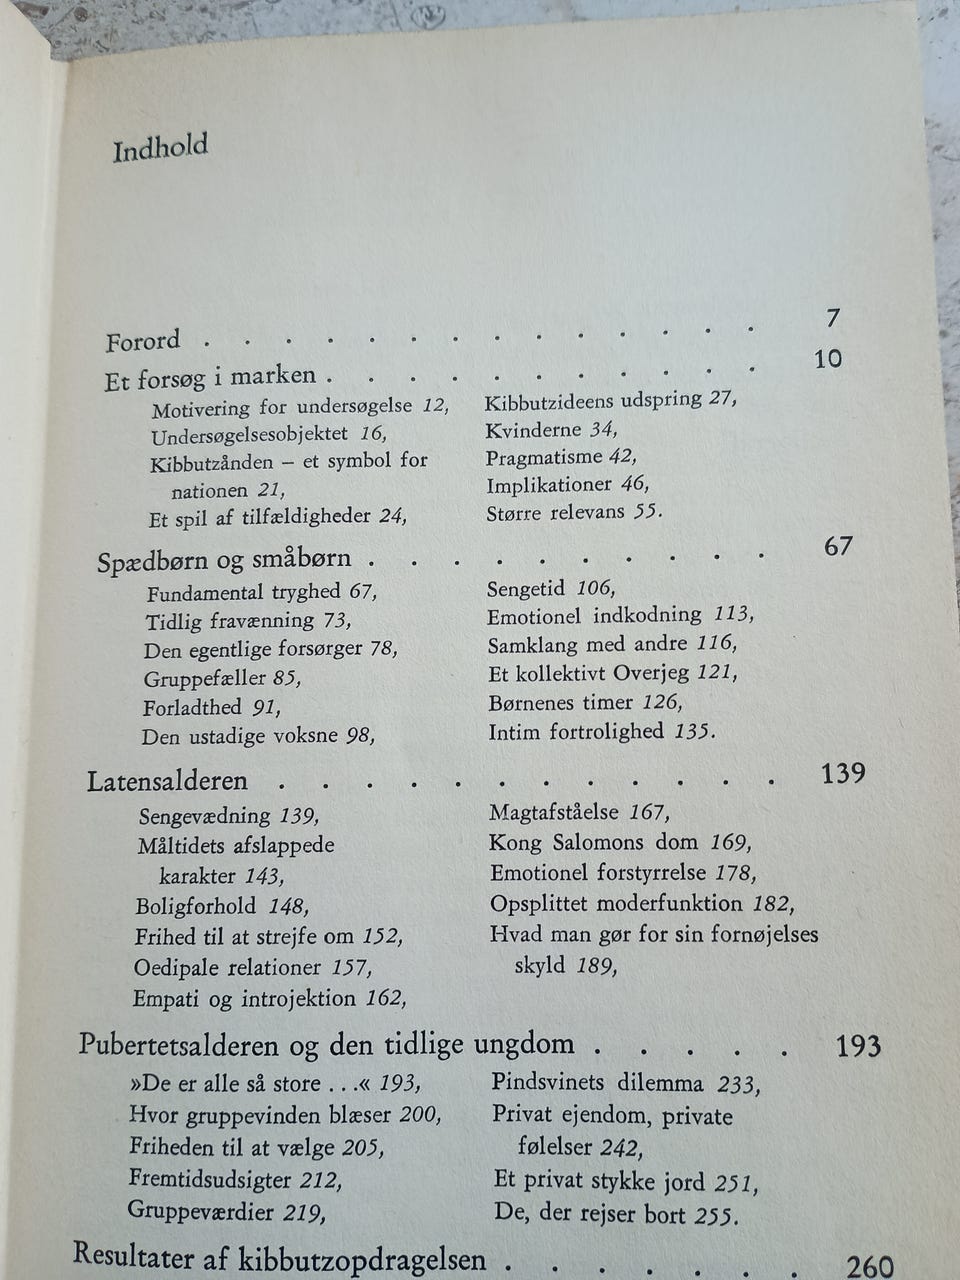 Indhold
Forord . . . . . . . . . . . . . . 7
Et forsøg i marken . . . . . . . . . . . 10
Motivering for undersøgelse 12,
Undersøgelsesobjektet 16,
Kibbutzånden – et symbol for
nationen 21,
Et spil af tilfældigheder 24,
Kibbutzideens udspring 27,
Kvinderne 34,
Pragmatisme 42,
Implikationer 46,
Større relevans 55.
Spædbørn og småbørn . . . . . . . . . . 67
Fundamental tryghed 67,
Tidlig fravænning 73,
Den egentlige forsørger 78,
Gruppefæller 85,
Forladthed 91,
Den ustadige voksne 98,
Sengetid 106,
Emotionel indkodning 113,
Samklang med andre 116,
Et kollektivt Overjeg 121,
Børnenes timer 126,
Intim fortrolighed 135.
Latensalderen . . . . . . . . . . . . 139
Sengevædning 139,
Måltidets afslappede
karakter 143,
Boligforhold 148,
Frihed til at strejfe om 152,
Oedipale relationer 157,
Empati og introjektion 162,
Magtafståelse 167,
Kong Salomons dom 169,
Emotionel forstyrrelse 178,
Opsplittet moderfunktion 182,
Hvad man gør for sin fornøjelses
skyld 189,
Pubertetsalderen og den tidlige ungdom . . . . . 193
»De er alle så store . . .« 193,
Hvor gruppevinden blæser 200,
Friheden til at vælge 205,
Fremtidsudsigter 212,
Gruppeværdier 219,
Pindsvinets dilemma 233,
Privat ejendom, private
følelser 242,
Et privat stykke jord 251,
De, der rejser bort 255.
Resultater af kibbutzopdragelsen . . . . . . . 260